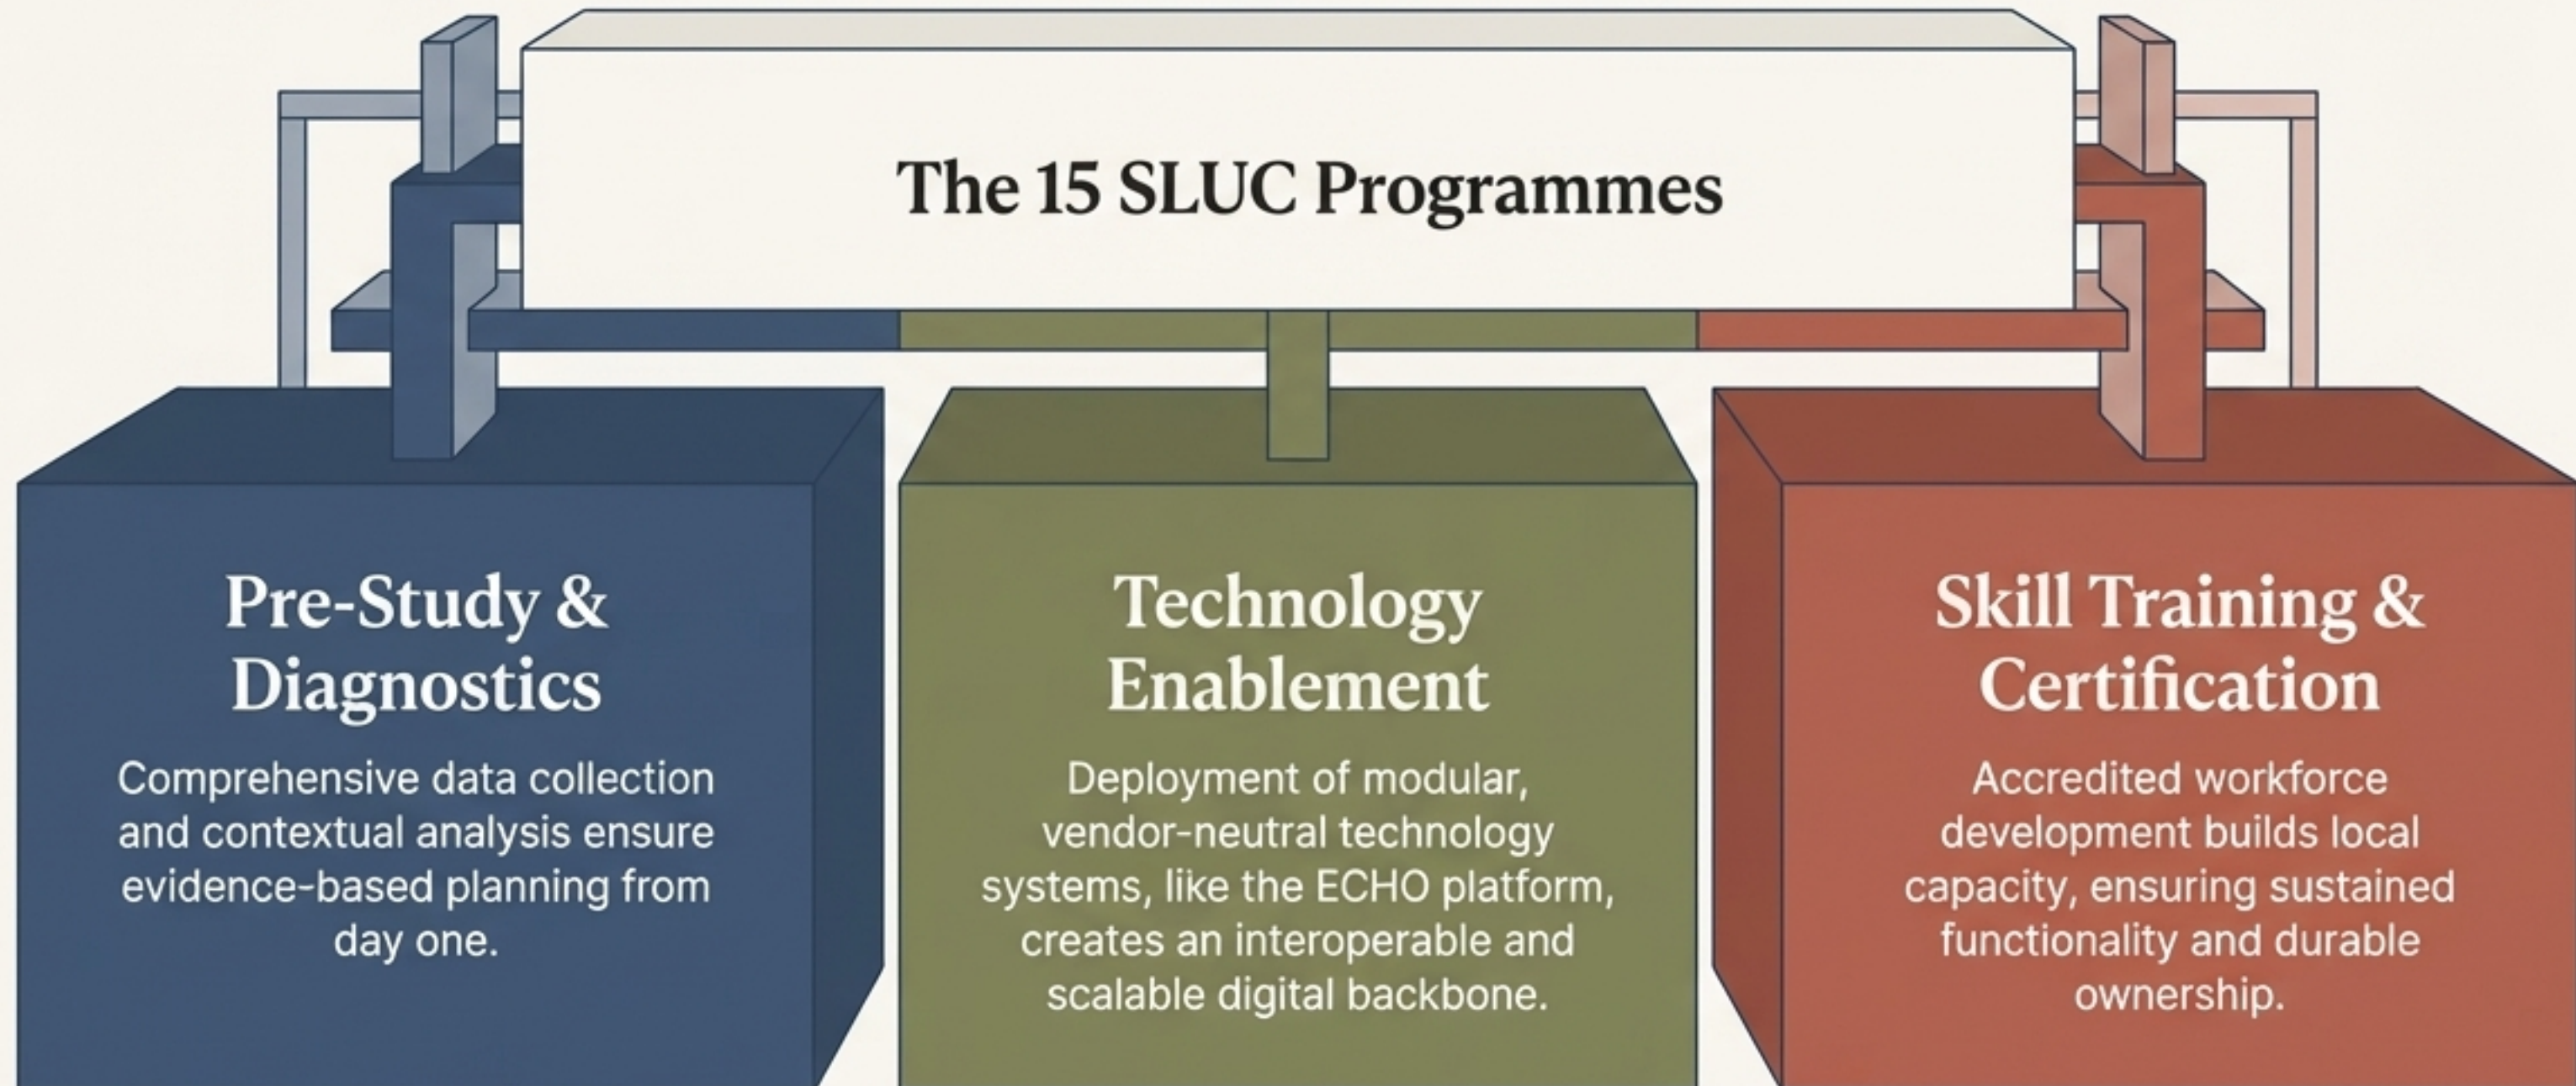 The 15 SLUC Programmes
Pre-Study &
Diagnostics
Comprehensive data collection
and contextual analysis ensure
evidence-based planning from
day one.
Technology
Enablement
Deployment of modular,
vendor-neutral technology
systems, like the ECHO platform,
creates an interoperable and
scalable digital backbone.
Skill Training &
Certification
Accredited workforce
development builds local
capacity, ensuring sustained
functionality and durable
ownership.